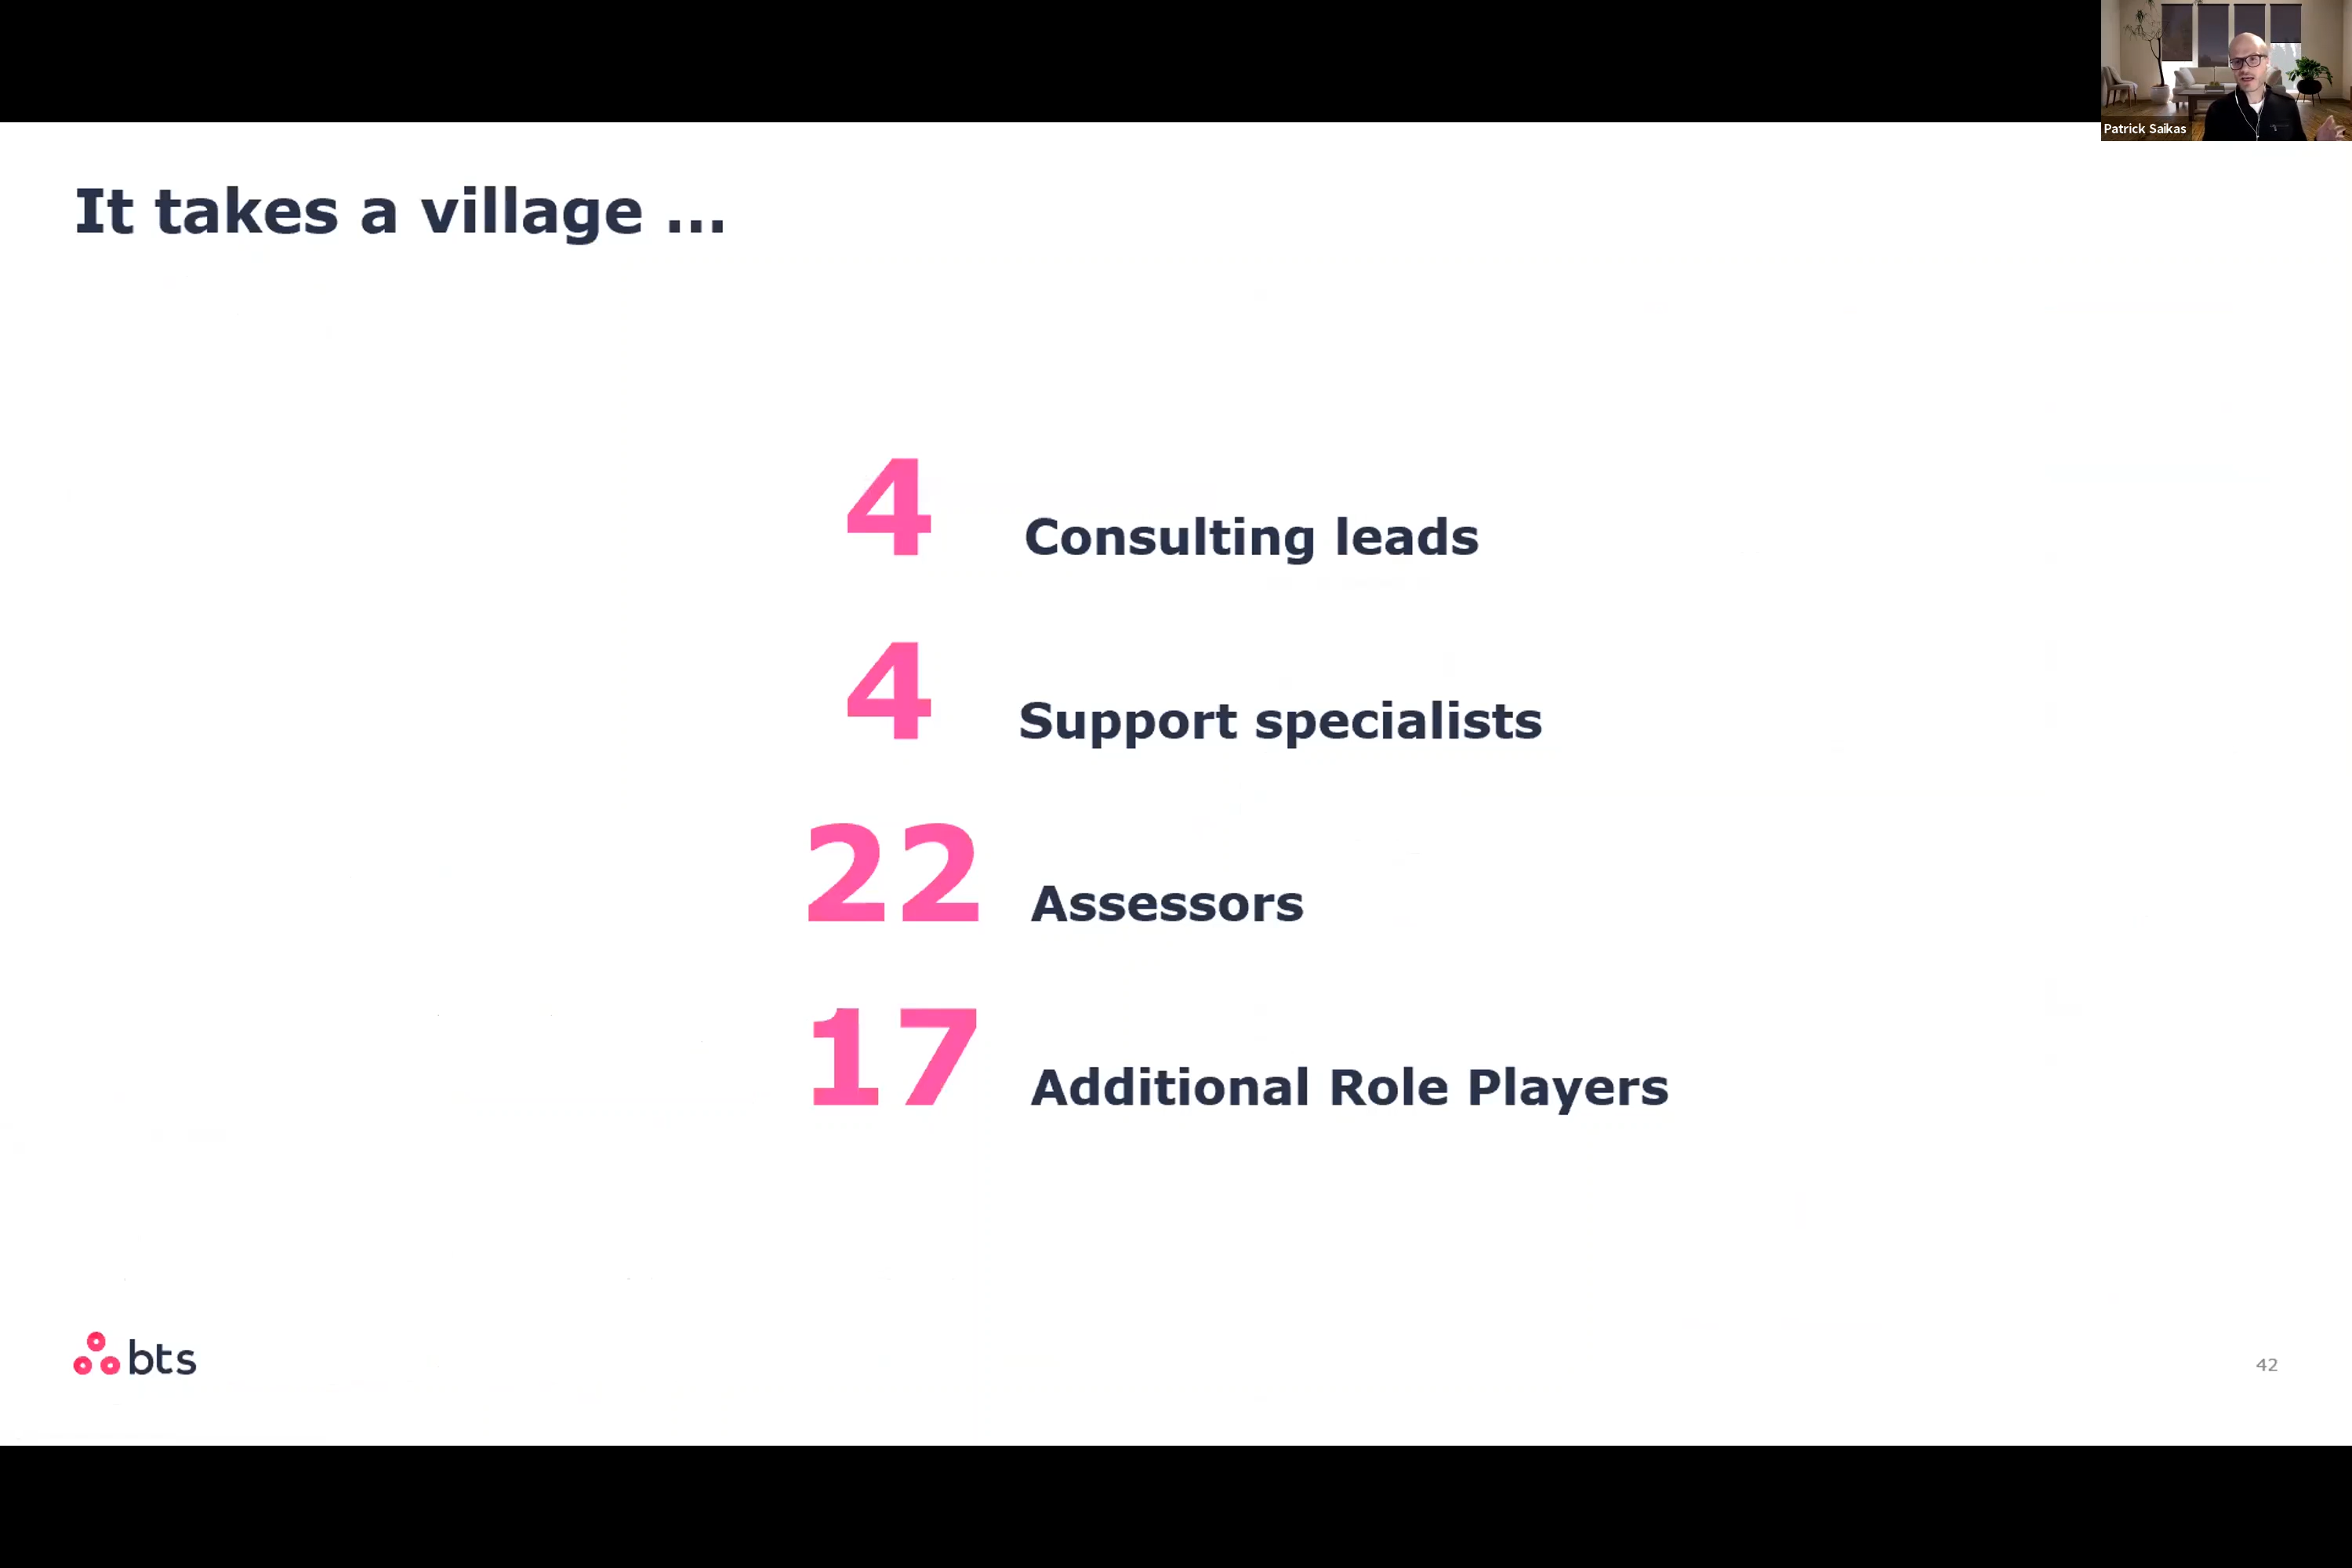 Patrick Saikas
It takes a village ...
4 Consulting leads
4 Support specialists
22 Assessors
17 Additional Role Players
bts
42